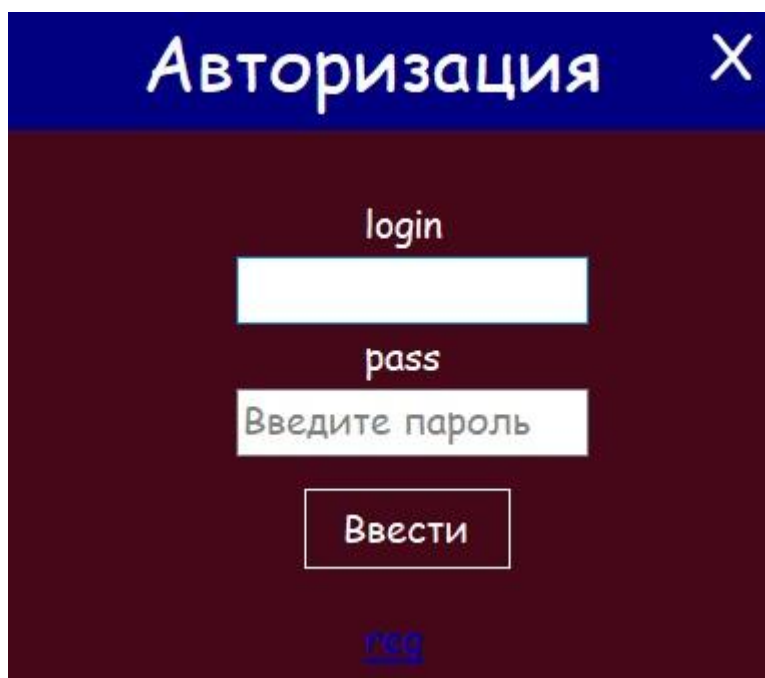 Авторизация X
login
pass
Введите пароль
Ввести
reg